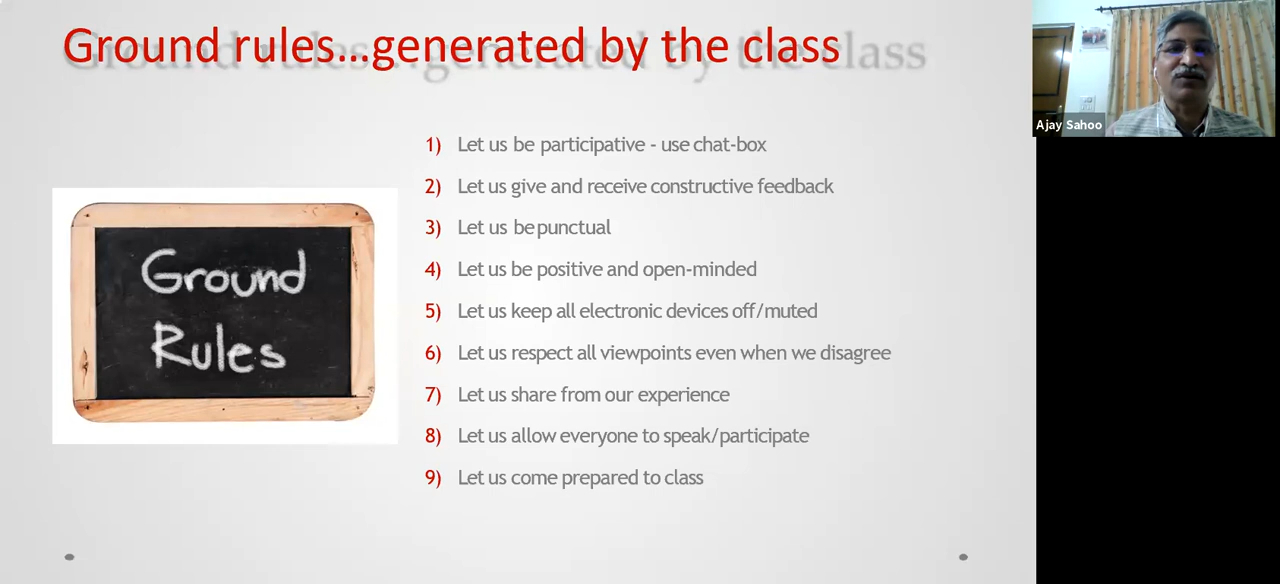 Ground rules...generated by the class
Ajay Sahoo
1) Let us be participative - use chat-box
2) Let us give and receive constructive feedback
3) Let us be punctual
4) Let us be positive and open-minded
5) Let us keep all electronic devices off/muted
6) Let us respect all viewpoints even when we disagree
7) Let us share from our experience
8) Let us allow everyone to speak/participate
9) Let us come prepared to class
Ground
Rules